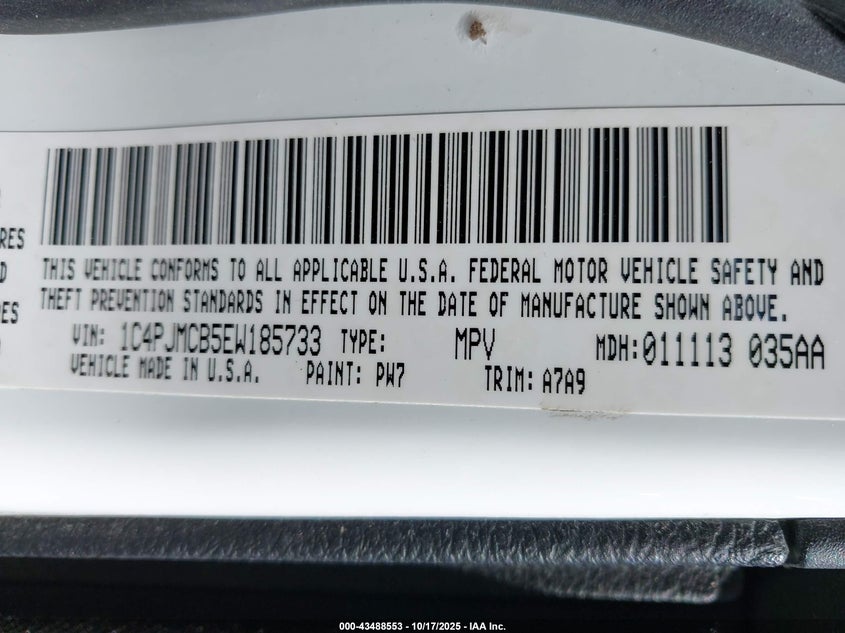 RES
D
RES
THIS VEHICLE CONFORMS TO ALL APPLICABLE U.S.A. FEDERAL MOTOR VEHICLE SAFETY AND
THEFT PREVENTION STANDARDS IN EFFECT ON THE DATE OF MANUFACTURE SHOWN ABOVE.
VIN: 1C4PJMCB5EW185733 TYPE: MPV MDH:011113 035AA
VEHICLE MADE IN U.S.A. PAINT: PW7 TRIM: A7A9
000-43488553 | 10/17/2025 - IAA Inc.